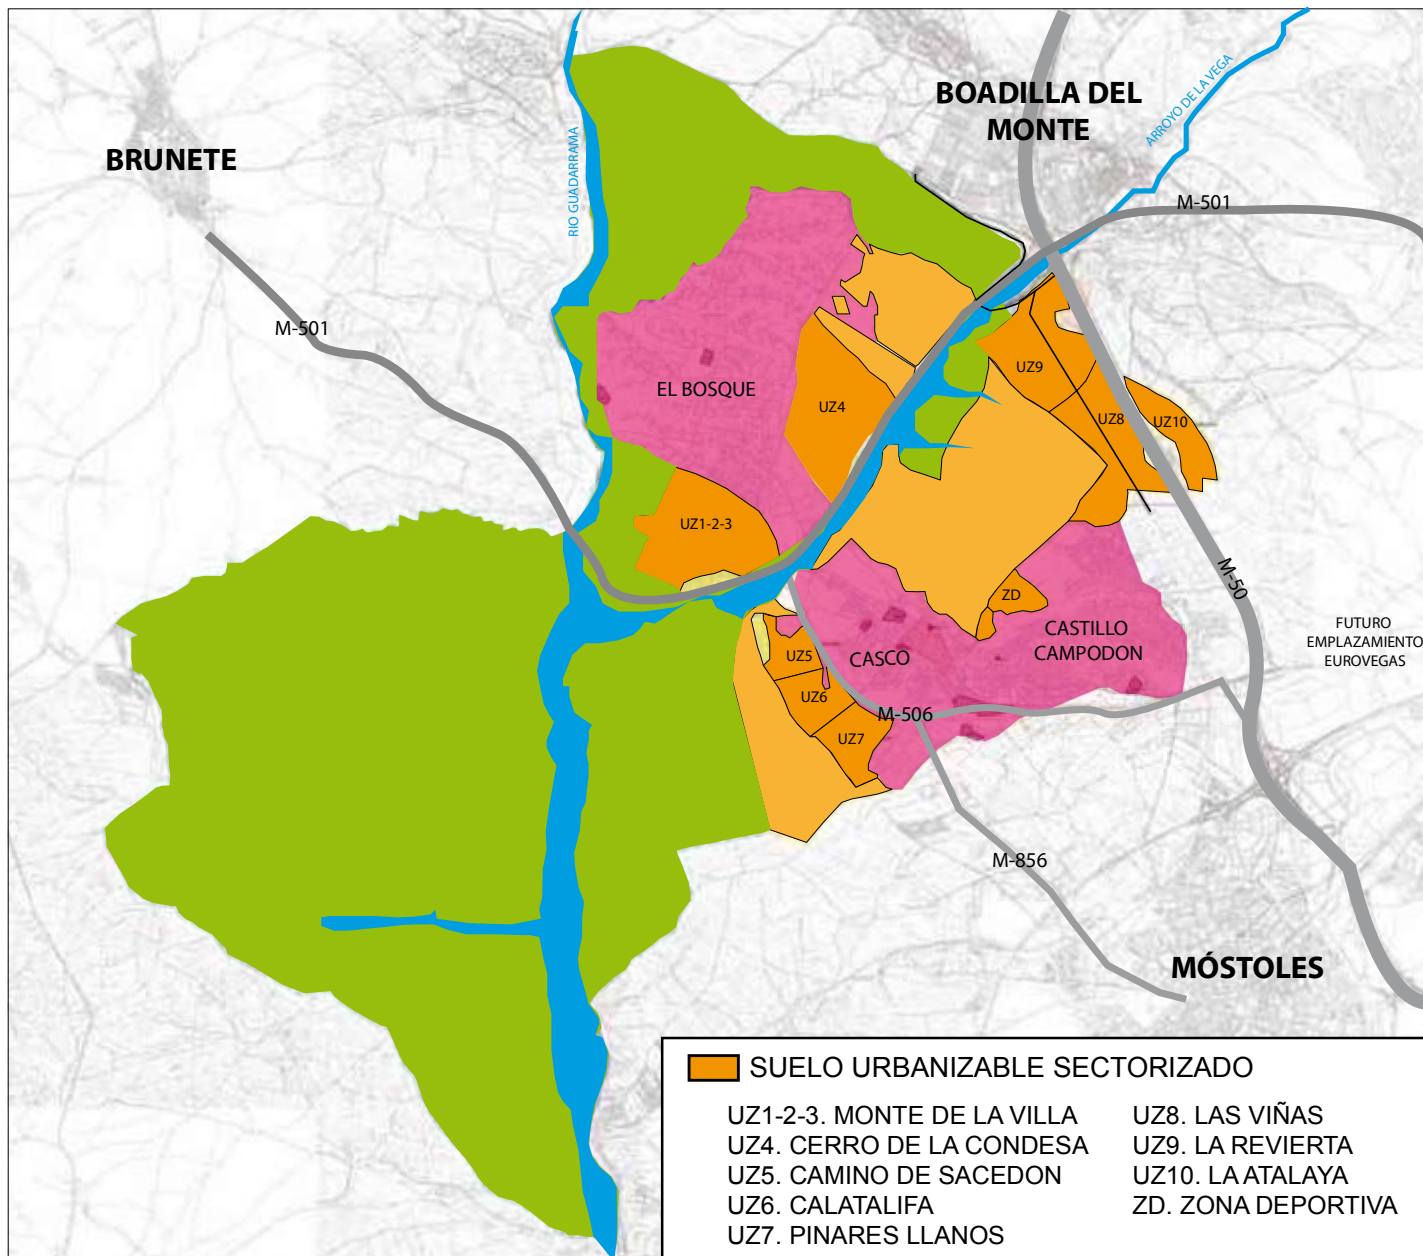 BOADILLA DEL
MONTE
BRUNETE
RIO GUADARRAMA
ARROYO DE LA VEGA
M-501
M-501
EL BOSQUE
UZ9
UZ4
UZ8
UZ10
UZ1-2-3
M-50
ZD
FUTURO
EMPLAZAMIENTO
EUROVEGAS
CASTILLO
CAMPODON
CASCO
UZ5
UZ6
M-506
UZ7
M-856
MÓSTOLES
SUELO URBANIZABLE SECTORIZADO
UZ1-2-3. MONTE DE LA VILLA
UZ4. CERRO DE LA CONDESA
UZ5. CAMINO DE SACEDON
UZ6. CALATALIFA
UZ7. PINARES LLANOS
UZ8. LAS VIÑAS
UZ9. LA REVIERTA
UZ10. LA ATALAYA
ZD. ZONA DEPORTIVA